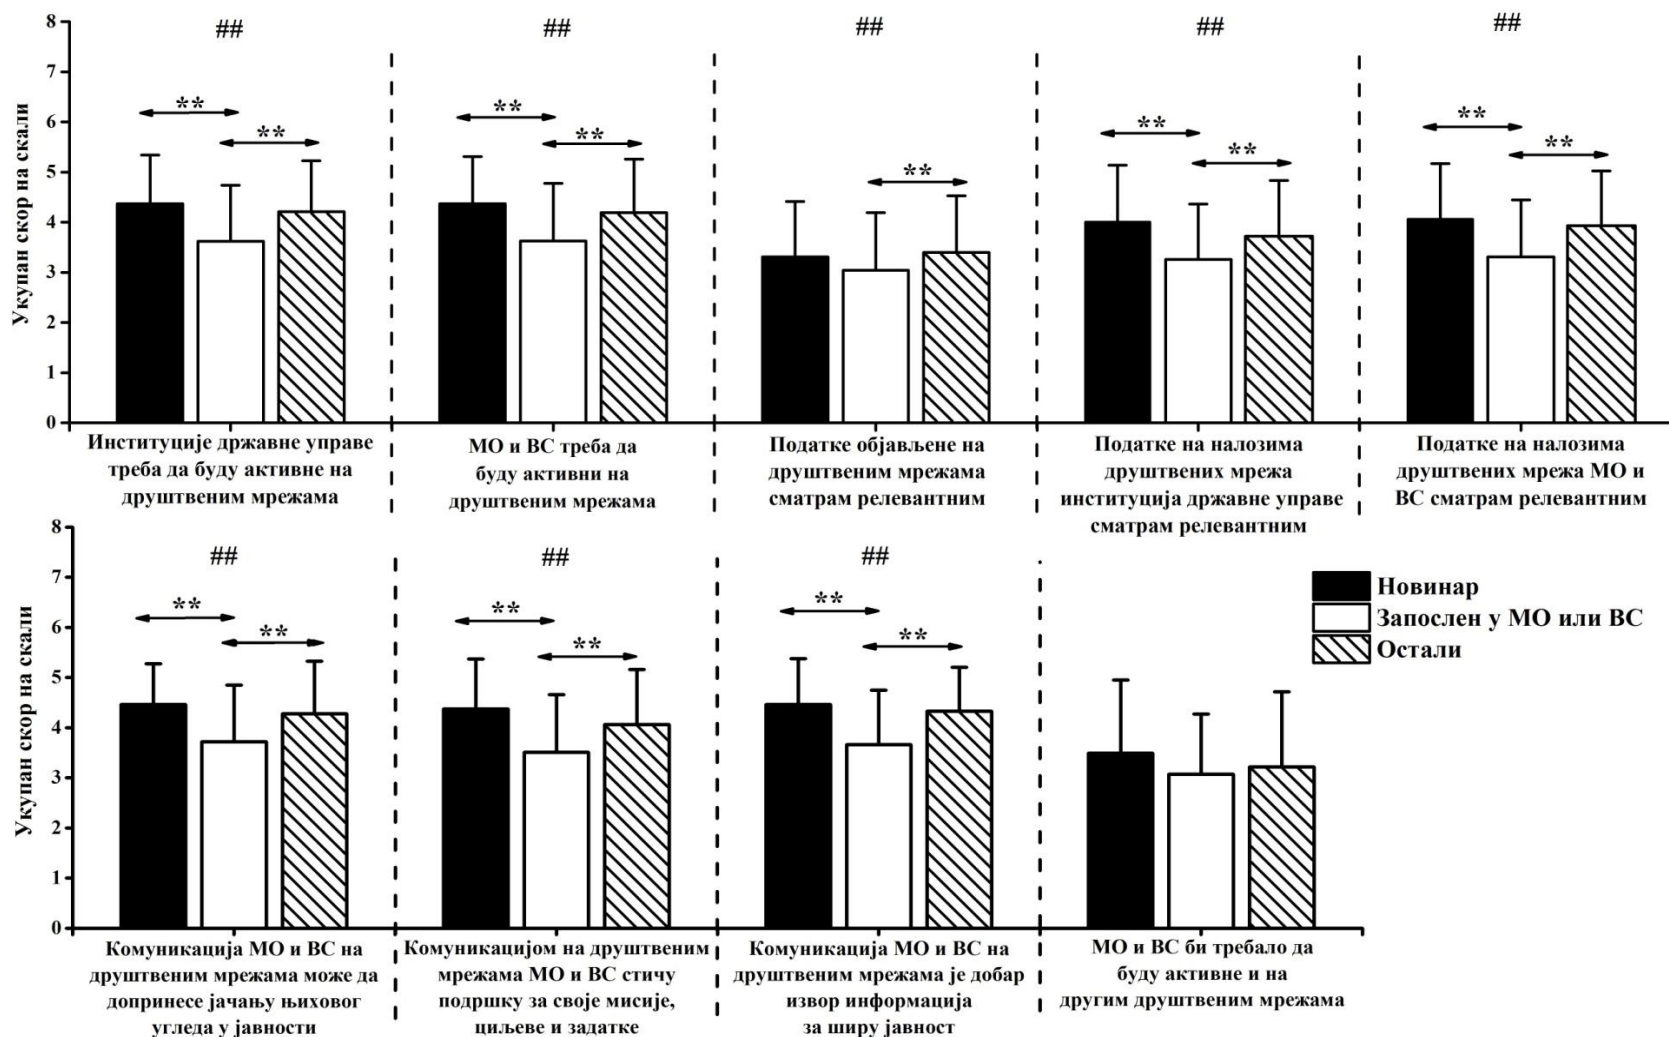 Укупан скор на скали
8
7
6
5
4
3
2
1
0
##
##
##
##
##
**
**
**
**
**
**
**
**
**
Институције државне управе
треба да буду активне на
друштвеним мрежама
МО и ВС треба да
буду активни на
друштвеним мрежама
Податке објављене на
друштвеним мрежама
сматрам релевантним
Податке на налозима
друштвених мрежа
институција државне управе
сматрам релевантним
Податке на налозима
друштвених мрежа МО и
ВС сматрам релевантним
Укупан скор на скали
8
7
6
5
4
3
2
1
0
##
##
##
**
**
**
**
**
**
Новинар
Запослен у МО или ВС
Остали
Комуникација МО и ВС на
друштвеним мрежама може да
допринесе јачању њиховог
угледа у јавности
Комуникацијом на друштвеним
мрежама МО и ВС стичу
подршку за своје мисије,
циљеве и задатке
Комуникација МО и ВС на
друштвеним мрежама је добар
извор информација
за ширу јавност
МО и ВС би требало да
буду активне и на
другим друштвеним мрежама